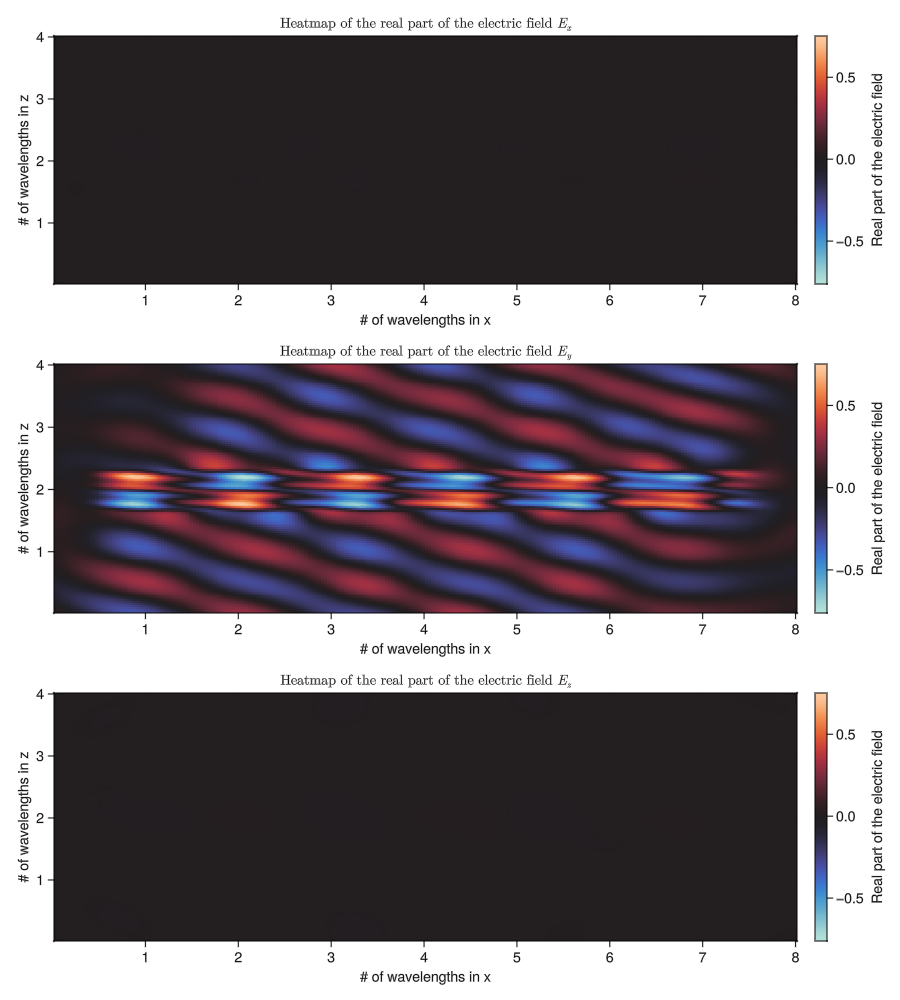 Heatmap of the real part of the electric field Ex
4
3
2
1
# of wavelengths in z
1 2 3 4 5 6 7 8
# of wavelengths in x
0.5
0.0
−0.5
Real part of the electric field
Heatmap of the real part of the electric field Ey
4
3
2
1
# of wavelengths in z
1 2 3 4 5 6 7 8
# of wavelengths in x
0.5
0.0
−0.5
Real part of the electric field
Heatmap of the real part of the electric field Ez
4
3
2
1
# of wavelengths in z
1 2 3 4 5 6 7 8
# of wavelengths in x
0.5
0.0
−0.5
Real part of the electric field